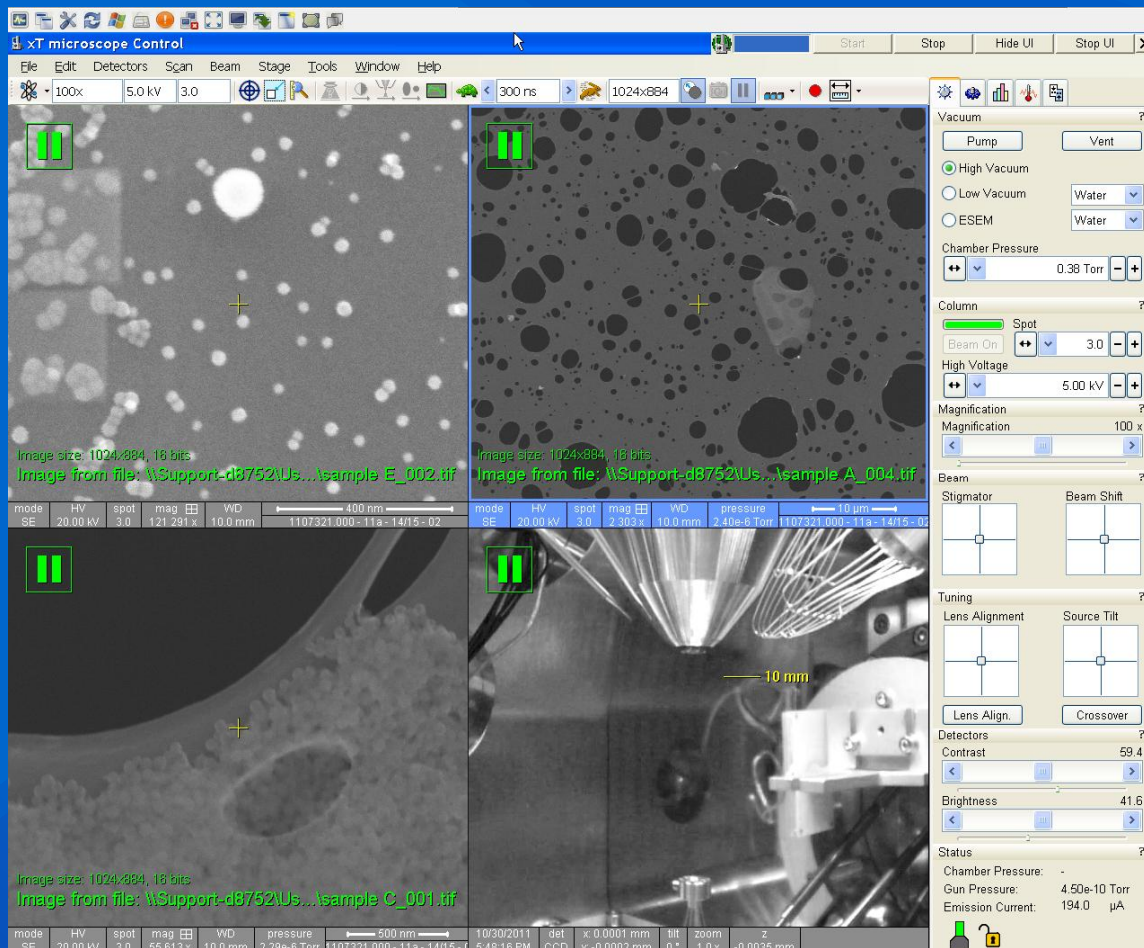 xT microscope Control
Start Stop Hide UI Stop UI
File Edit Detectors Scan Beam Stage Tools Window Help
100x 5.0 kV 3.0 300 ns 1024x884
Image size: 1024x884, 16 bits
Image from file: \\Support-d8752\Us...\sample E_002.tif
mode HV spot mag WD 400 nm
SE 20.00 kV 3.0 121 291 x 10.0 mm 1107321.000 - 11a - 14/15 - 02
Image from file: \\Support-d8752\Us...\sample A_004.tif
Image size: 1024x884, 16 bits
mode HV spot mag WD pressure 10 µm
SE 20.00 kV 3.0 2 303 x 10.0 mm 2.40e-6 Torr 1107321.000 - 11a - 14/15 - 02
Image size: 1024x884, 16 bits
Image from file: \\Support-d8752\Us...\sample C_001.tif
mode HV spot mag WD pressure 500 nm
SE 20.00 kV 3.0 55 613 x 10.0 mm 2.29e-6 Torr 1107321.000 - 11a - 14/15 - 0
10 mm
10/30/2011 det x: 0.0001 mm tilt zoom z
5:48:16 PM CCD y: -0.0002 mm 0 ° 1.0 x -0.0035 mm
Vacuum ?
Pump Vent
High Vacuum
Low Vacuum Water
ESEM Water
Chamber Pressure
0.38 Torr - +
Column ?
Spot
Beam On 3.0 - +
High Voltage
5.00 kV - +
Magnification ?
Magnification 100 x
Beam ?
Stigmator Beam Shift
Tuning ?
Lens Alignment Source Tilt
Lens Align. Crossover
Detectors ?
Contrast 59.4
Brightness 41.6
Status ?
Chamber Pressure: -
Gun Pressure: 4.50e-10 Torr
Emission Current: 194.0 µA